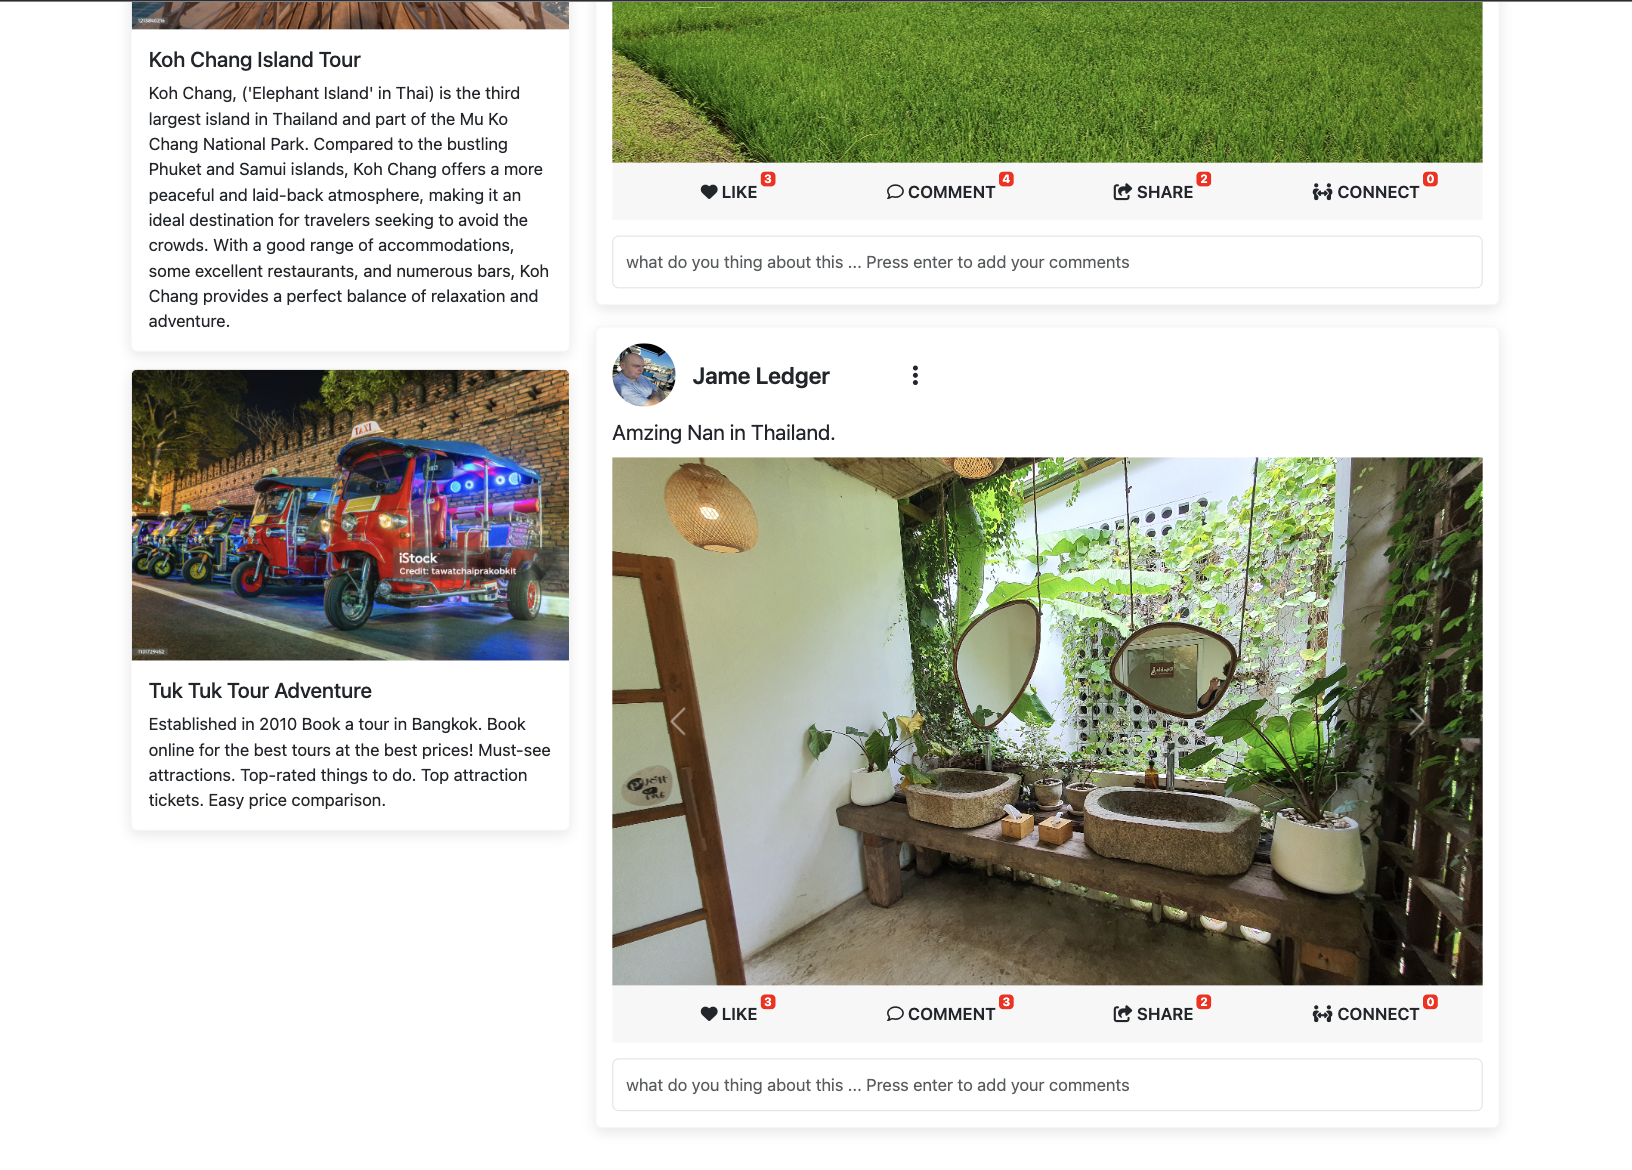 Koh Chang Island Tour
Koh Chang, ('Elephant Island' in Thai) is the third
largest island in Thailand and part of the Mu Ko
Chang National Park. Compared to the bustling
Phuket and Samui islands, Koh Chang offers a more
peaceful and laid-back atmosphere, making it an
ideal destination for travelers seeking to avoid the
crowds. With a good range of accommodations,
some excellent restaurants, and numerous bars, Koh
Chang provides a perfect balance of relaxation and
adventure.
TAXI
iStock
Credit: tawatchaiprakobkit
Tuk Tuk Tour Adventure
Established in 2010 Book a tour in Bangkok. Book
online for the best tours at the best prices! Must-see
attractions. Top-rated things to do. Top attraction
tickets. Easy price comparison.
LIKE 3 COMMENT 4 SHARE 2 CONNECT 0
what do you thing about this ... Press enter to add your comments
Jame Ledger
Amzing Nan in Thailand.
LIKE 3 COMMENT 3 SHARE 2 CONNECT 0
what do you thing about this ... Press enter to add your comments